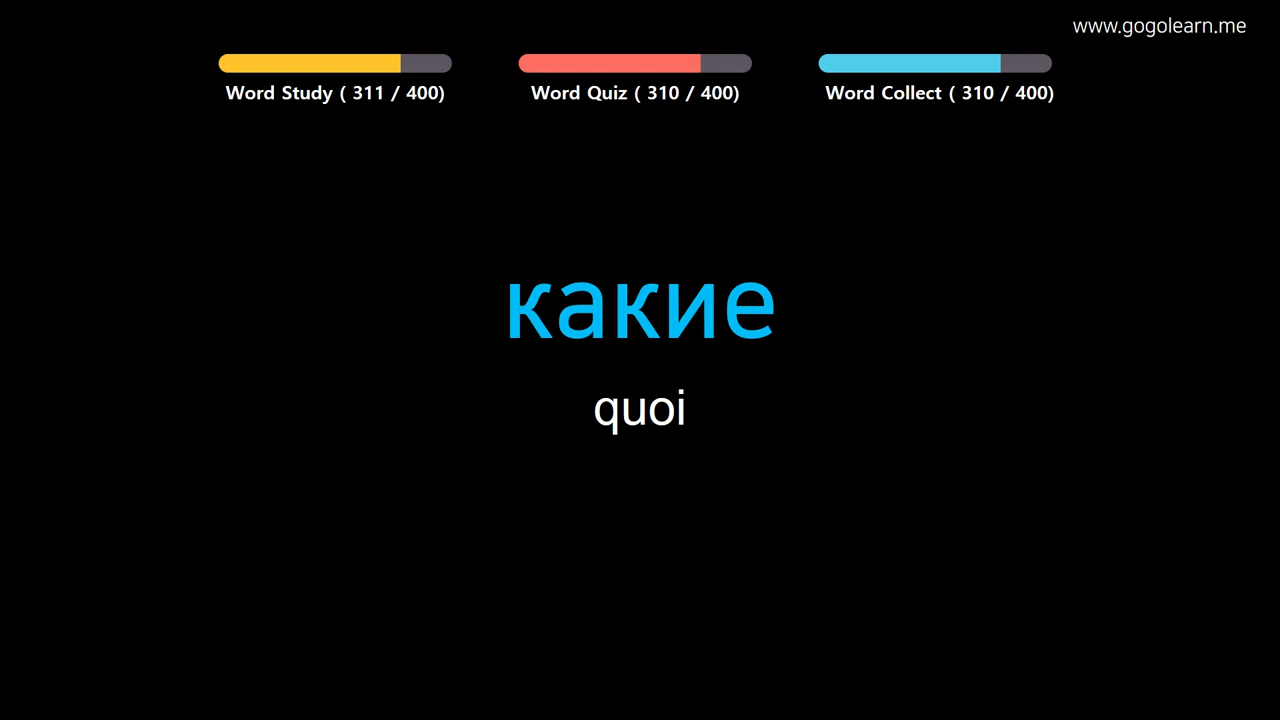 www.gogolearn.me
Word Study ( 311 / 400)
Word Quiz ( 310 / 400)
Word Collect ( 310 / 400)
какие
quoi